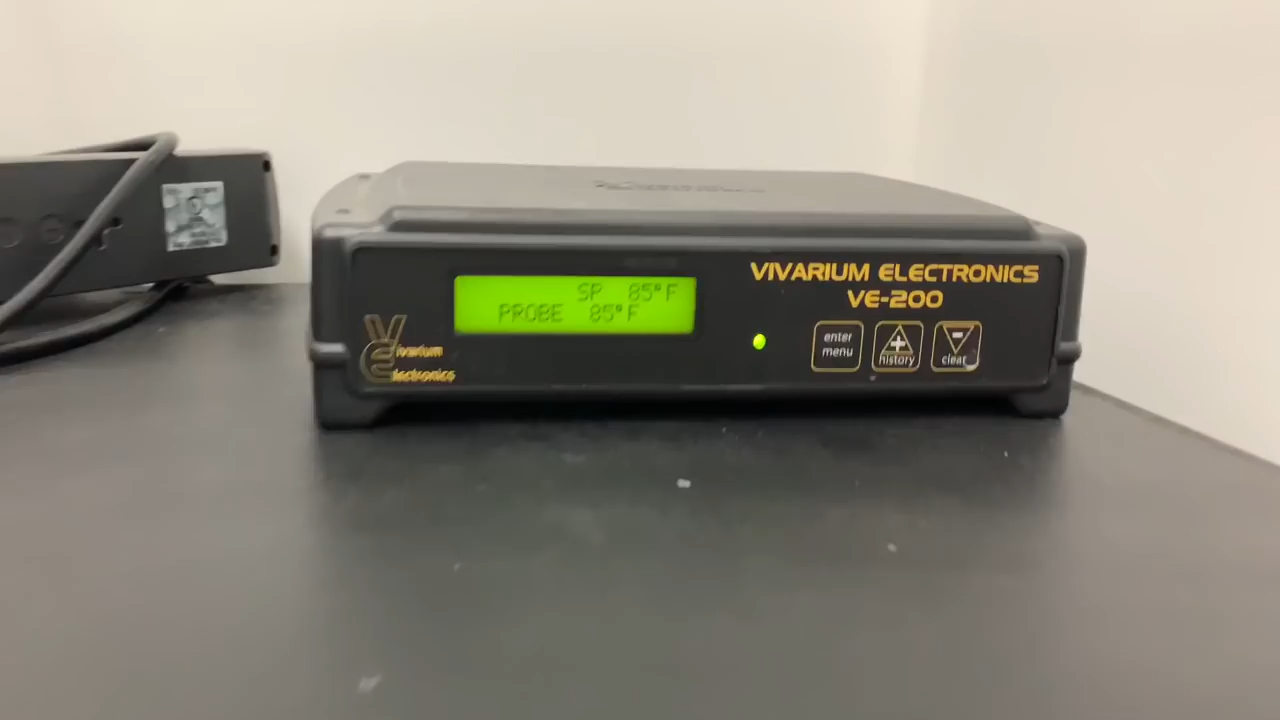 SP 85°F
PROBE 85°F
VIVARIUM ELECTRONICS
VE-200
enter
menu
history
clear
Vivarium
Electronics